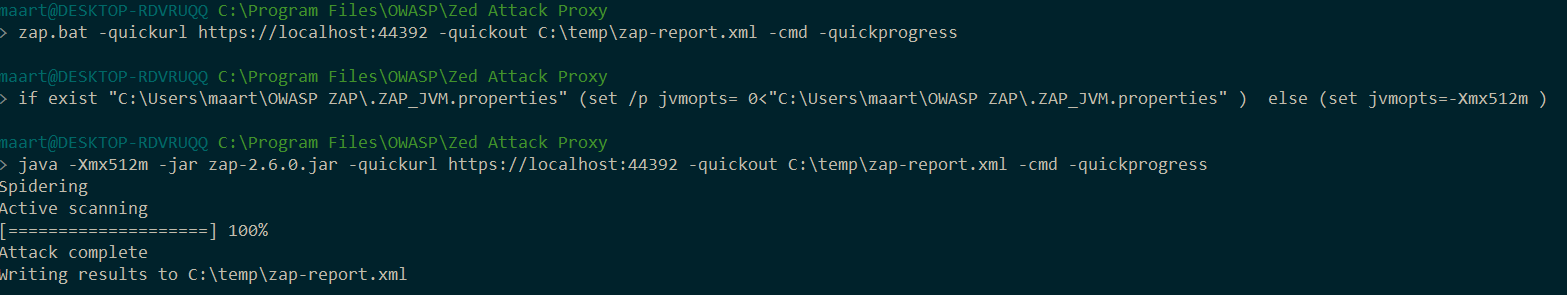 maart@DESKTOP-RDVRUQQ C:\Program Files\OWASP\Zed Attack Proxy
> zap.bat -quickurl https://localhost:44392 -quickout C:\temp\zap-report.xml -cmd -quickprogress
maart@DESKTOP-RDVRUQQ C:\Program Files\OWASP\Zed Attack Proxy
> if exist "C:\Users\maart\OWASP ZAP\.ZAP_JVM.properties" (set /p jvmopts= 0<"C:\Users\maart\OWASP ZAP\.ZAP_JVM.properties" )  else (set jvmopts=-Xmx512m )
maart@DESKTOP-RDVRUQQ C:\Program Files\OWASP\Zed Attack Proxy
> java -Xmx512m -jar zap-2.6.0.jar -quickurl https://localhost:44392 -quickout C:\temp\zap-report.xml -cmd -quickprogress
Spidering
Active scanning
[====================] 100%
Attack complete
Writing results to C:\temp\zap-report.xml